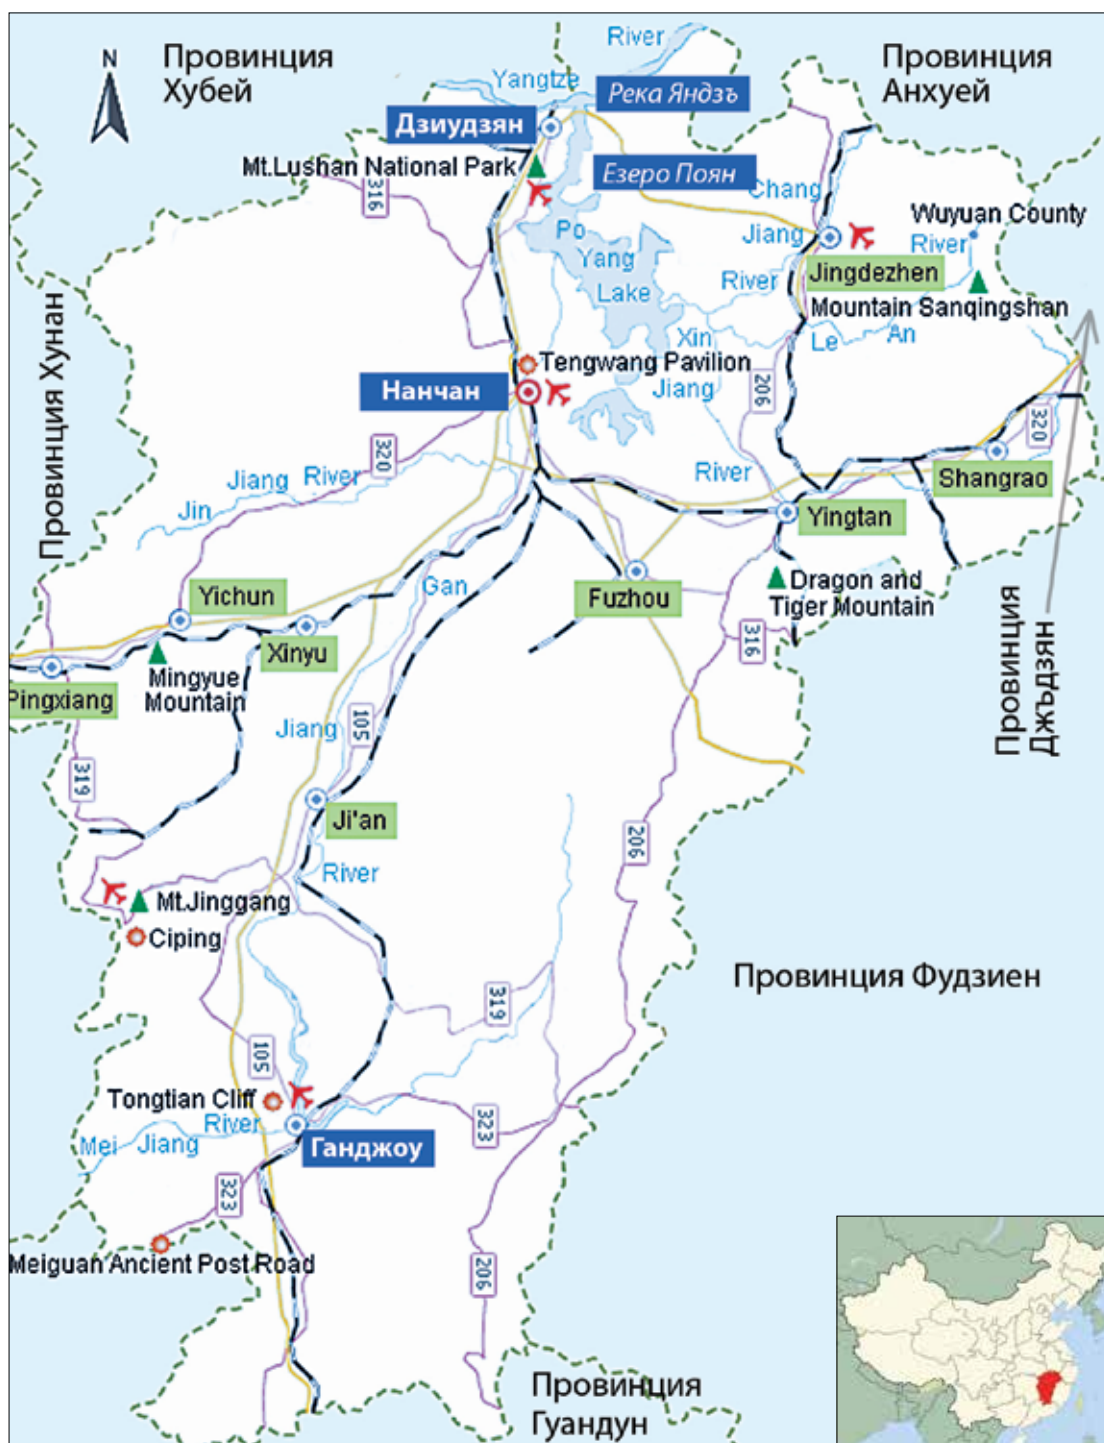 River
N
Провинция
Хубей
Провинция
Анхуей
Yangtze
Река Яндзъ
Дзиудзян
Mt.Lushan National Park
Езеро Поян
316
Chang
Wuyuan County
Po
Jiang
River
Yang
River
Jingdezhen
Lake
Mountain Sanqingshan
Xin
Le
An
Провинция Хунан
Tengwang Pavilion
Нанчан
Jiang
206
320
320
River
Jiang
River
Shangrao
Jin
Yingtan
Gan
Dragon and
Tiger Mountain
Yichun
Fuzhou
Xinyu
316
Провинция
Джъдзян
Pingxiang
Mingyue
Mountain
Jiang
105
319
Ji'an
206
River
Mt.Jinggang
Ciping
Провинция Фудзиен
319
105
Tongtian Cliff
River
323
Mei Jiang
Ганджоу
323
Meiguan Ancient Post Road
206
Провинция
Гуандун